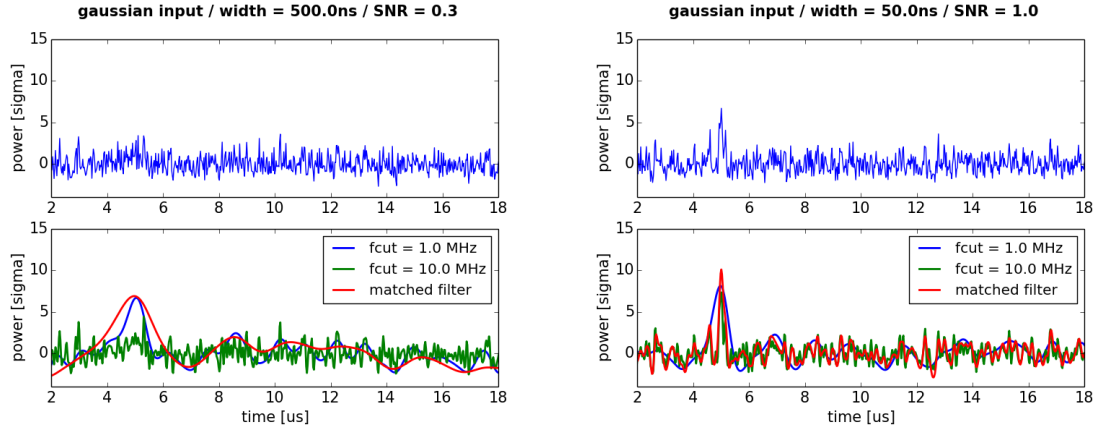 gaussian input / width = 500.0ns / SNR = 0.3
power [sigma]
15
10
5
0
2 4 6 8 10 12 14 16 18
power [sigma]
15
10
5
0
fcut = 1.0 MHz
fcut = 10.0 MHz
matched filter
2 4 6 8 10 12 14 16 18
time [us]
gaussian input / width = 50.0ns / SNR = 1.0
power [sigma]
15
10
5
0
2 4 6 8 10 12 14 16 18
power [sigma]
15
10
5
0
fcut = 1.0 MHz
fcut = 10.0 MHz
matched filter
2 4 6 8 10 12 14 16 18
time [us]